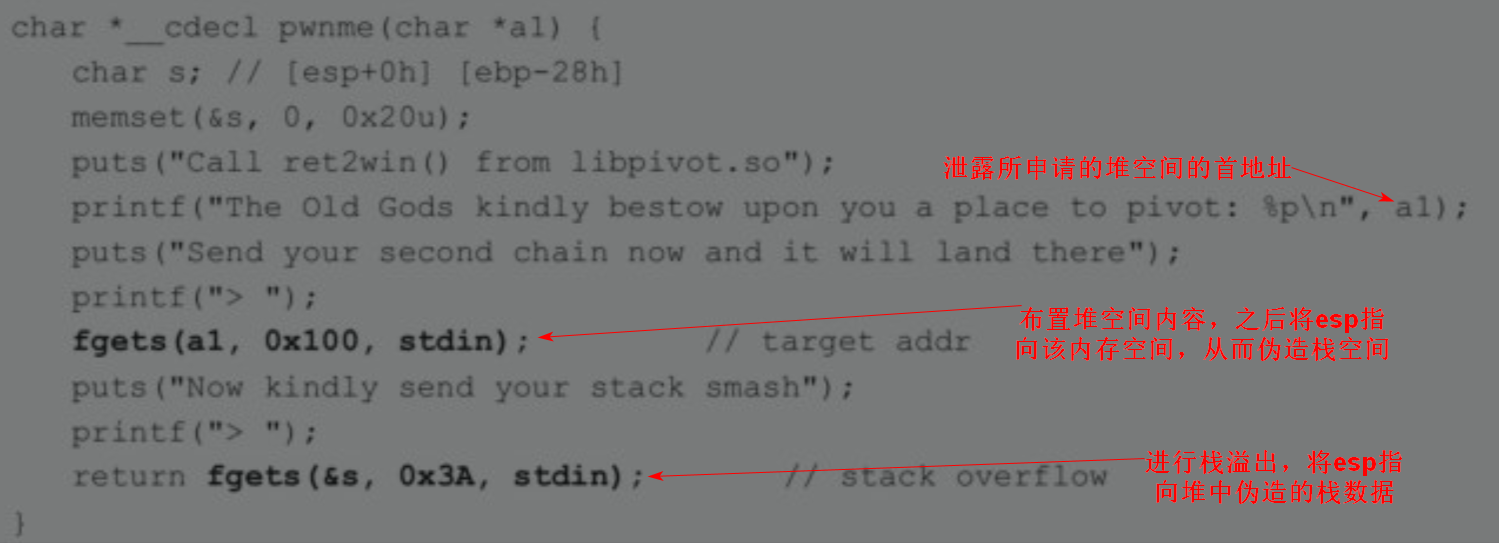 char *__cdecl pwnme(char *a1) {
char s; // [esp+0h] [ebp-28h]
memset(&s, 0, 0x20u);
puts("Call ret2win() from libpivot.so");
泄露所申请的堆空间的首地址
printf("The Old Gods kindly bestow upon you a place to pivot: %p\n", a1);
puts("Send your second chain now and it will land there");
printf("> ");
布置堆空间内容，之后将esp指
fgets(a1, 0x100, stdin); // target addr
向该内存空间，从而伪造栈空间
puts("Now kindly send your stack smash");
printf("> ");
进行栈溢出，将esp指
return fgets(&s, 0x3A, stdin); // stack overflow
向堆中伪造的栈数据
}